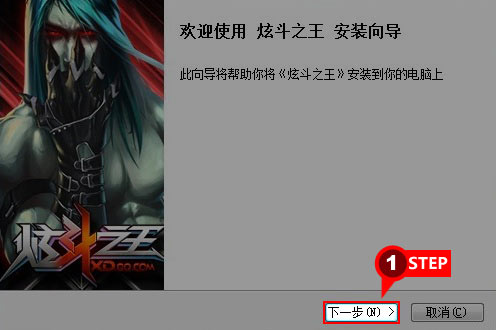 欢迎使用 炫斗之王 安装向导
此向导将帮助你将《炫斗之王》安装到你的电脑上
炫斗之王
XDGO.COM
1 STEP
下一步(N) >
取消(C)